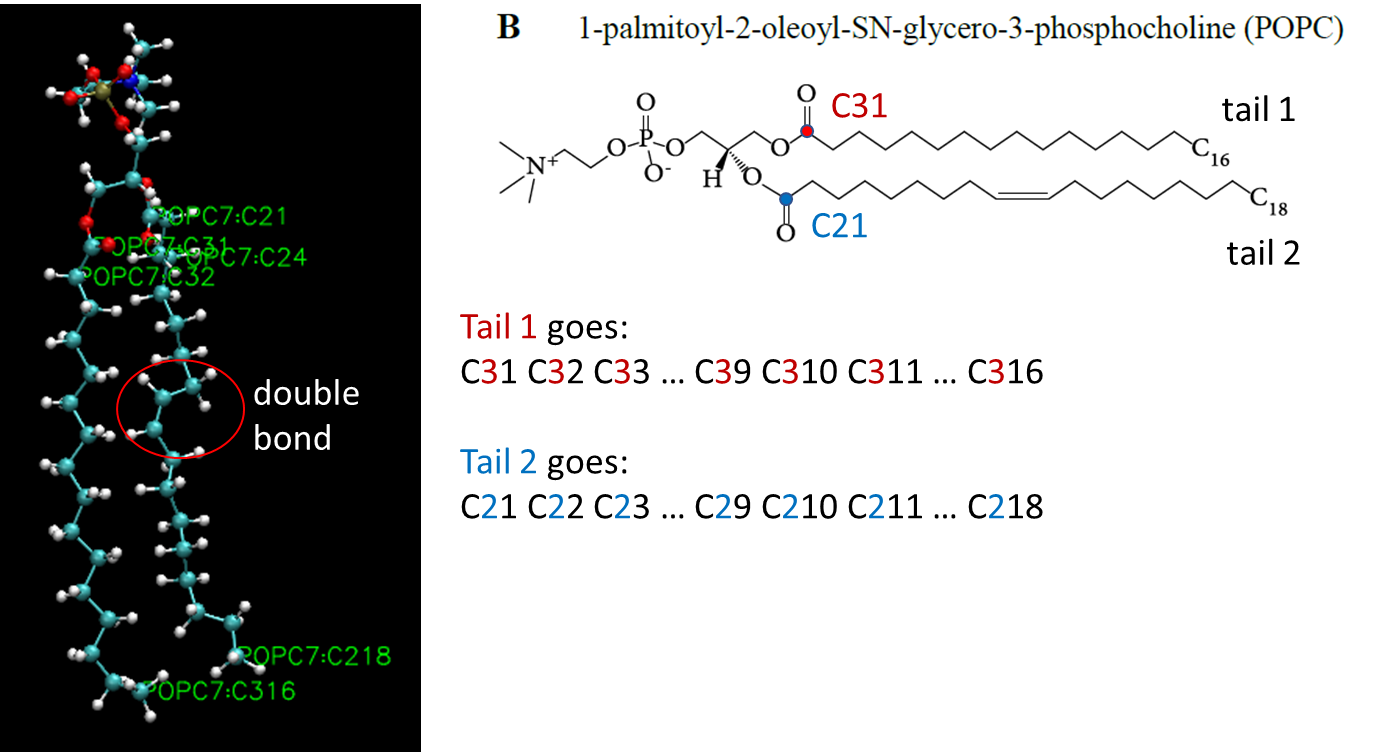 POPC7:C21
POPC7:C31
POPC7:C24
POPC7:C32
double
bond
POPC7:C218
POPC7:C316
B 1-palmitoyl-2-oleoyl-SN-glycero-3-phosphocholine (POPC)
O C31 tail 1
O
O P O O C16
N+ O- H O
C18
O C21 tail 2
Tail 1 goes:
C31 C32 C33 ... C39 C310 C311 ... C316
Tail 2 goes:
C21 C22 C23 ... C29 C210 C211 ... C218